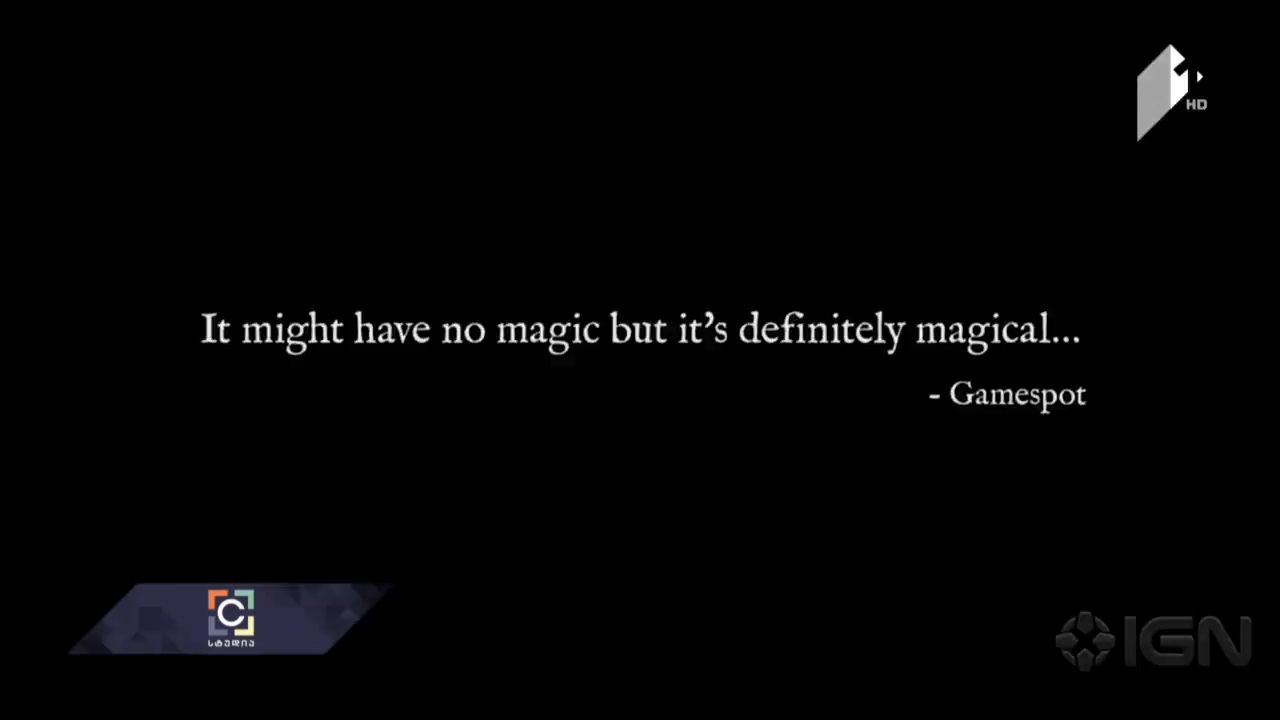 HD
It might have no magic but it’s definitely magical...
- Gamespot
C
სტუდია
IGN